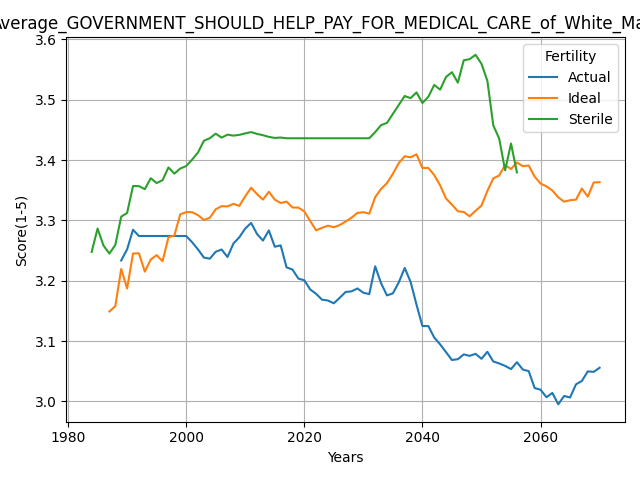 Average_GOVERNMENT_SHOULD_HELP_PAY_FOR_MEDICAL_CARE_of_White_Ma
3.6
3.5
3.4
3.3
3.2
3.1
3.0
Score(1-5)
Fertility
Actual
Ideal
Sterile
1980
2000
2020
2040
2060
Years